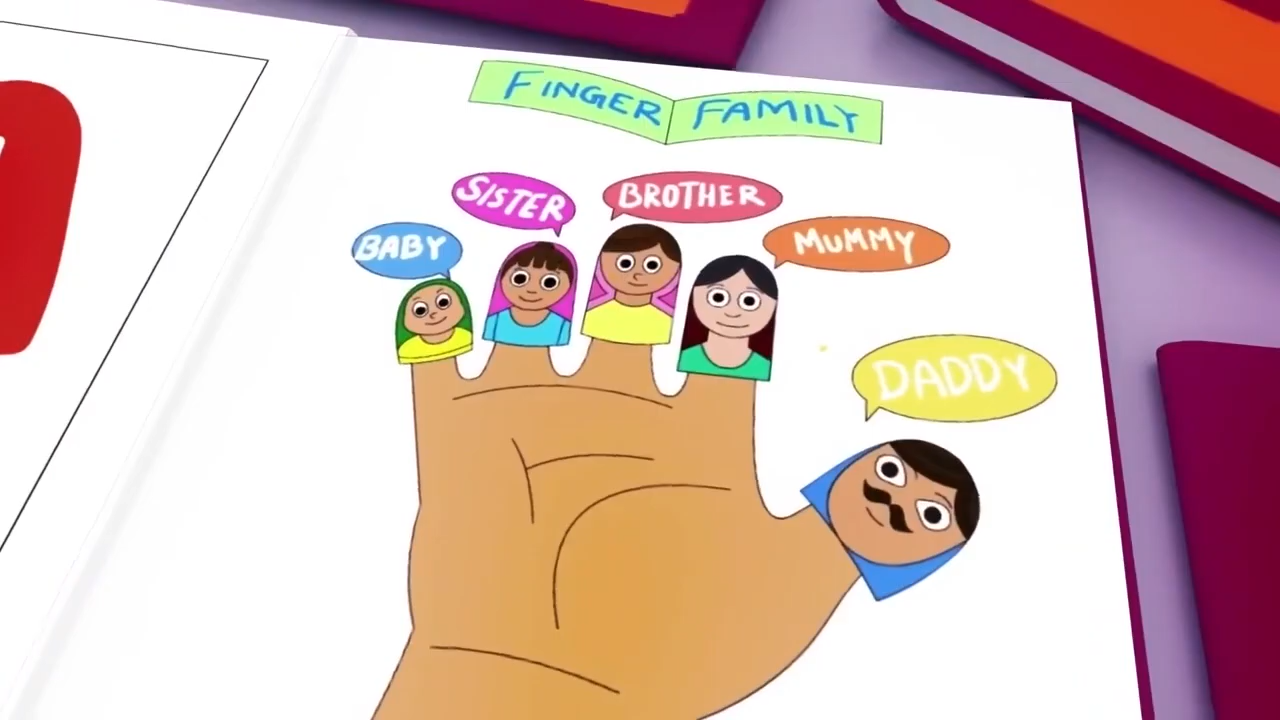 FINGER FAMILY
SISTER
BROTHER
BABY
MUMMY
DADDY